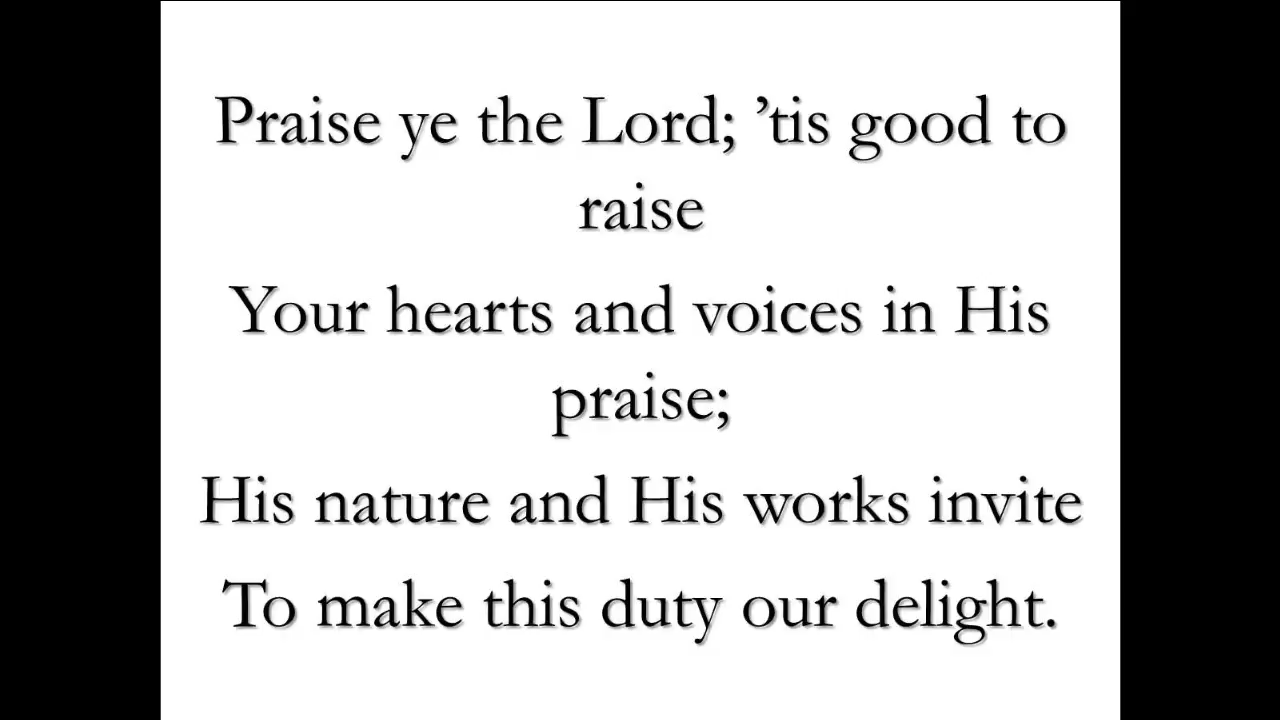 Praise ye the Lord; ’tis good to
raise
Your hearts and voices in His
praise;
His nature and His works invite
To make this duty our delight.